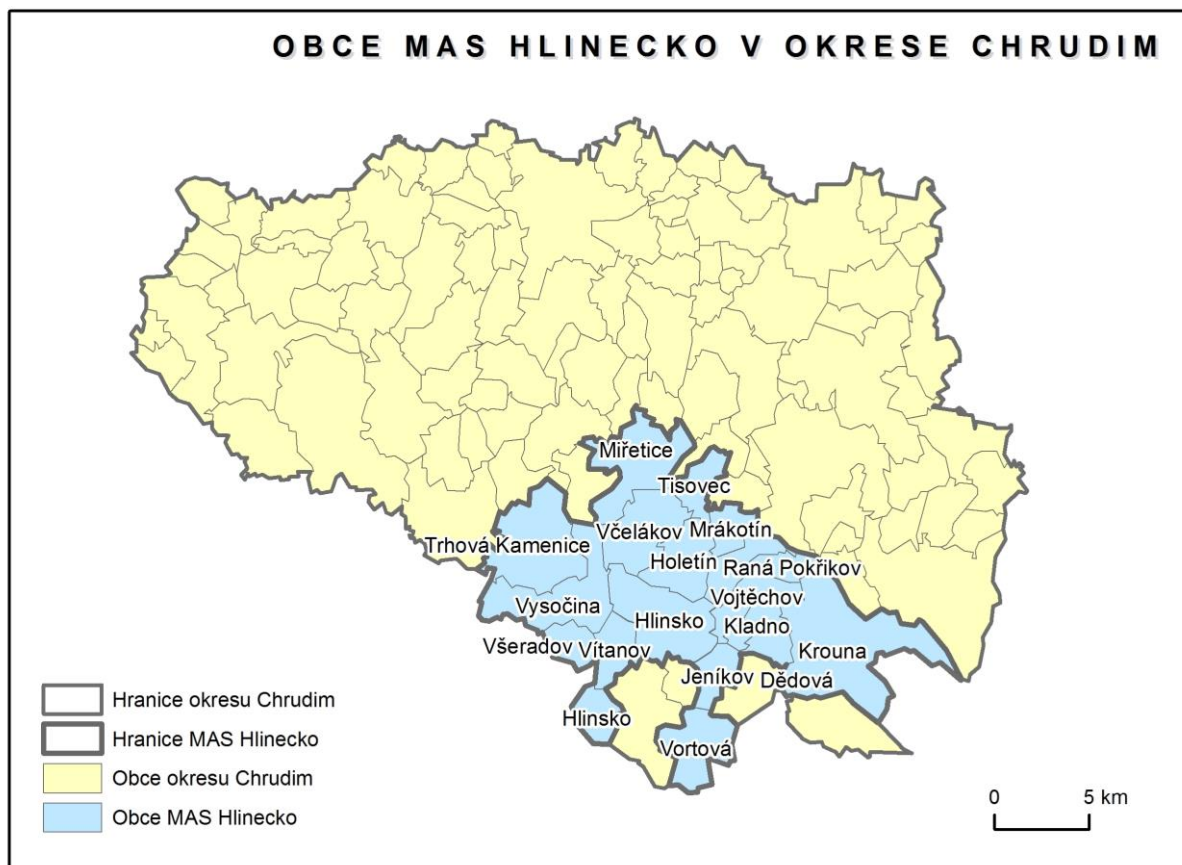 OBCE MAS HLINECKO V OKRESE CHRUDIM
Miřetice
Tisovec
Včelákov
Mrákotín
Trhová Kamenice
Holetín
Raná
Pokřikov
Vojtěchov
Vysočina
Hlinsko
Kladno
Všeradov
Vítanov
Krouna
Jeníkov
Dědová
Hlinsko
Vortová
Hranice okresu Chrudim
Hranice MAS Hlinecko
Obce okresu Chrudim
Obce MAS Hlinecko
0 5 km